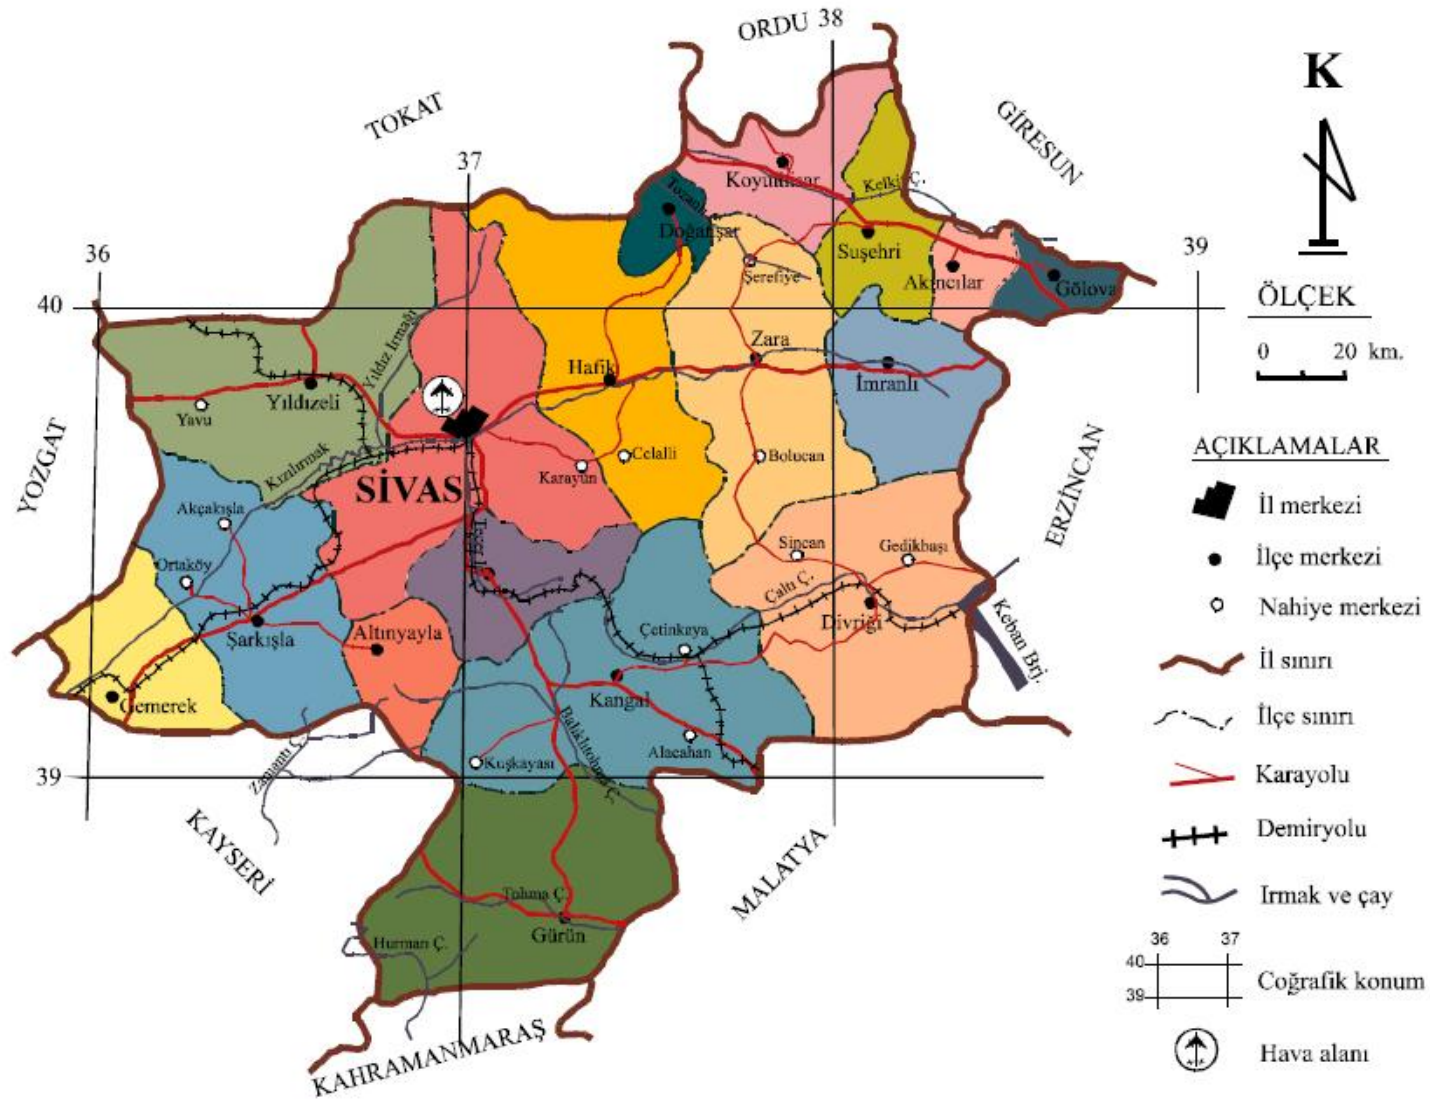 ORDU
38
K
TOKAT
GİRESUN
37
Koyulhisar
Kelkit Ç.
Tozanlı
Doğanşar
Suşehri
36
39
Şerefiye
Akıncılar
Gölova
40
ÖLÇEK
Yıldız Irmağı
Zara
0 20 km.
Hafik
İmranlı
Yıldızeli
Yavu
YOZGAT
AÇIKLAMALAR
Kızılırmak
Celalli
Bolucan
Karayün
ERZİNCAN
SİVAS
İl merkezi
Akçakışla
Sincan
Gedikbaşı
İlçe merkezi
Ortaköy
Çaltı Ç.
Nahiye merkezi
Keban Brj.
Şarkışla
Altınyayla
Çetinkaya
Divriği
İl sınırı
Gemerek
Kangal
İlçe sınırı
Balıklıtohma Ç.
Zamantı Ç.
Alacahan
Kuşkayası
Karayolu
39
KAYSERİ
MALATYA
Demiryolu
Tohma Ç.
Irmak ve çay
Gürün
Hurman Ç.
36 37
40
39
Coğrafik konum
KAHRAMANMARAŞ
Hava alanı